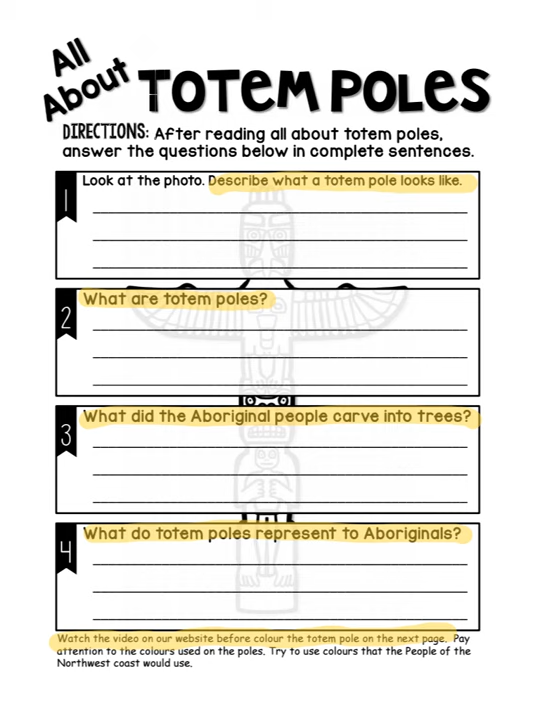 All About TOTEM POLES
DIRECTIONS: After reading all about totem poles,
answer the questions below in complete sentences.
1 Look at the photo. Describe what a totem pole looks like.
2 What are totem poles?
3 What did the Aboriginal people carve into trees?
4 What do totem poles represent to Aboriginals?
Watch the video on our website before colour the totem pole on the next page. Pay
attention to the colours used on the poles. Try to use colours that the People of the
Northwest coast would use.